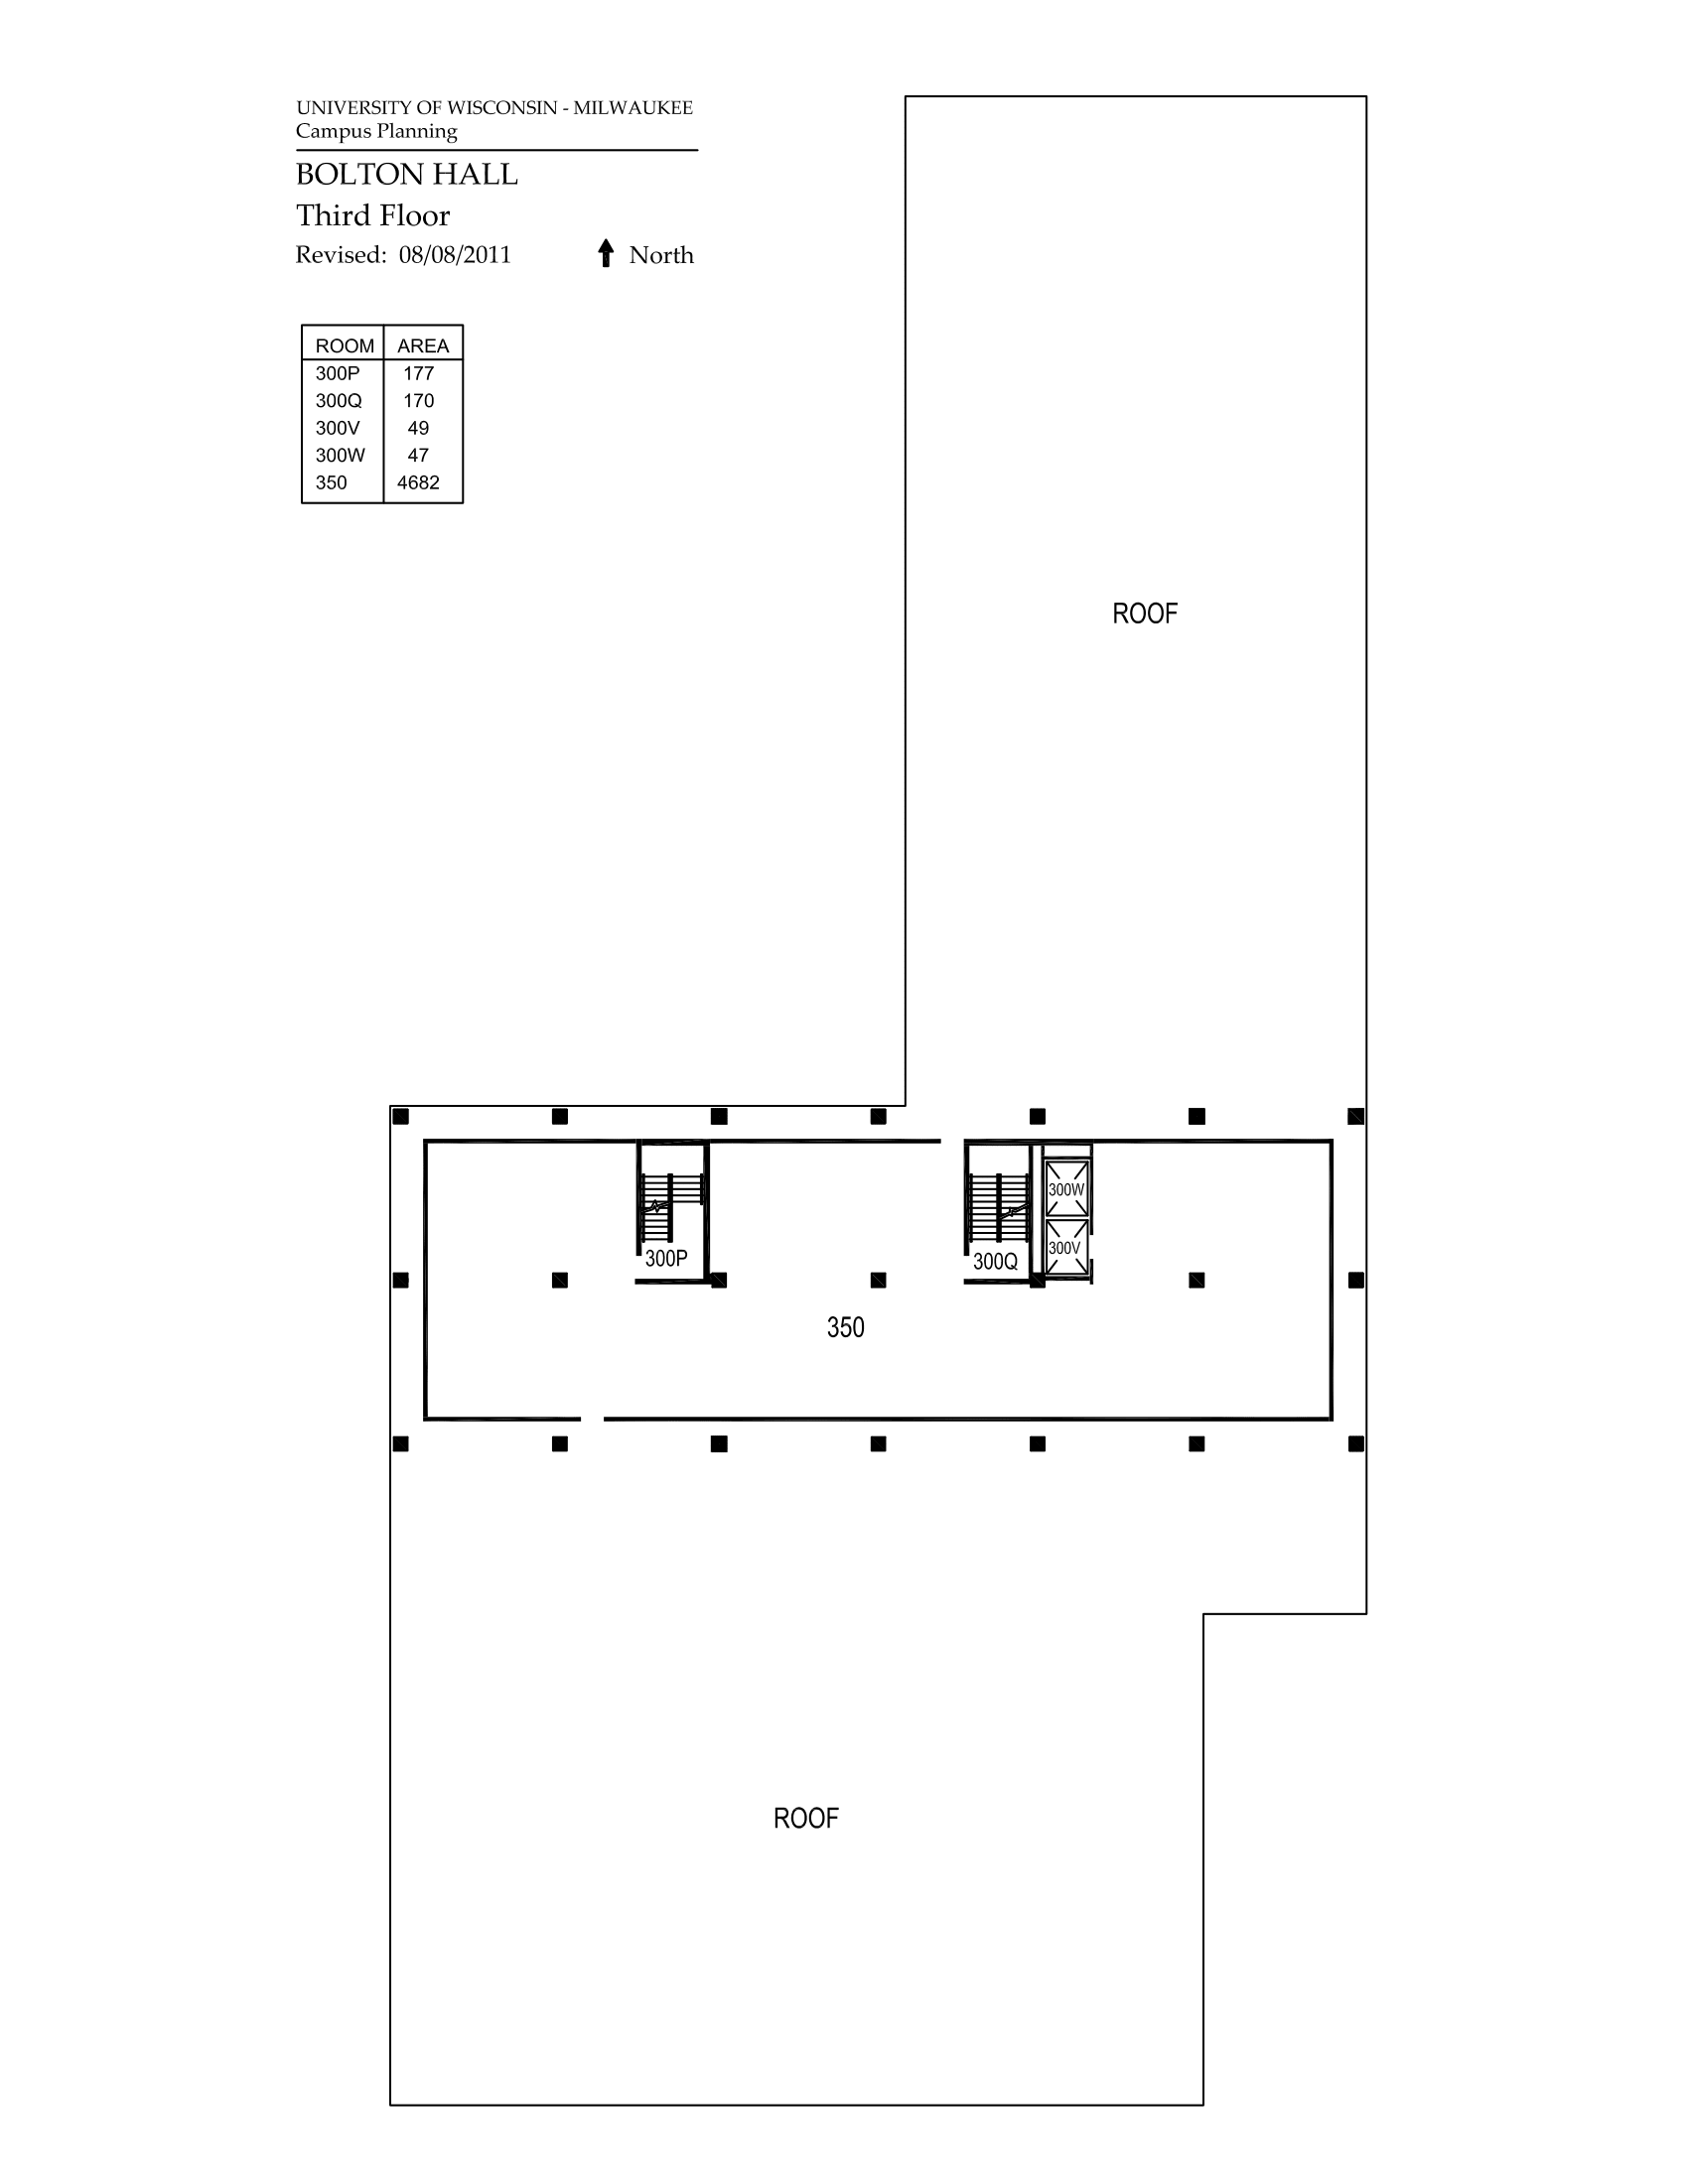 UNIVERSITY OF WISCONSIN - MILWAUKEE
Campus Planning
BOLTON HALL
Third Floor
Revised: 08/08/2011 North
ROOM AREA
300P 177
300Q 170
300V 49
300W 47
350 4682
ROOF
300W
300V
300P
300Q
350
ROOF